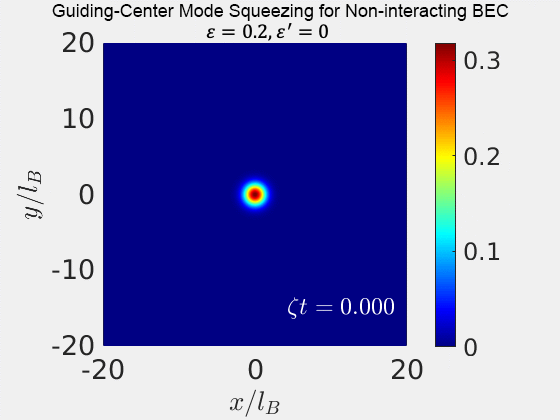 Guiding-Center Mode Squeezing for Non-interacting BEC
ε = 0.2, ε′ = 0
20
10
0
-10
-20
y/l_B
-20 0 20
x/l_B
ζt = 0.000
0.3
0.2
0.1
0